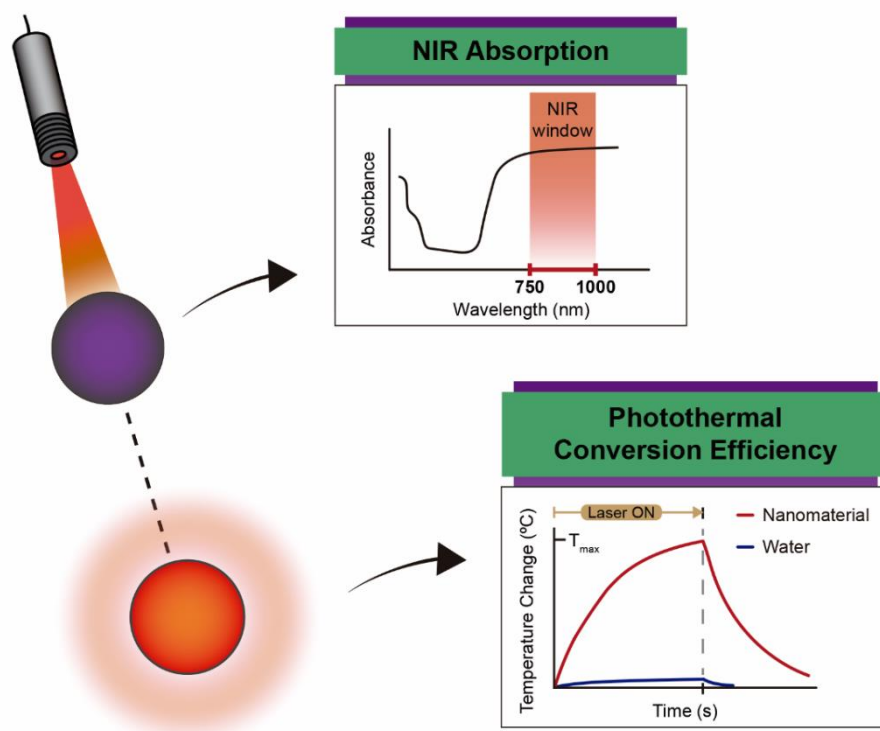 NIR Absorption
NIR
window
Absorbance
750
1000
Wavelength (nm)
Photothermal
Conversion Efficiency
Laser ON
Nanomaterial
Water
Tmax
Temperature Change (ºC)
Time (s)